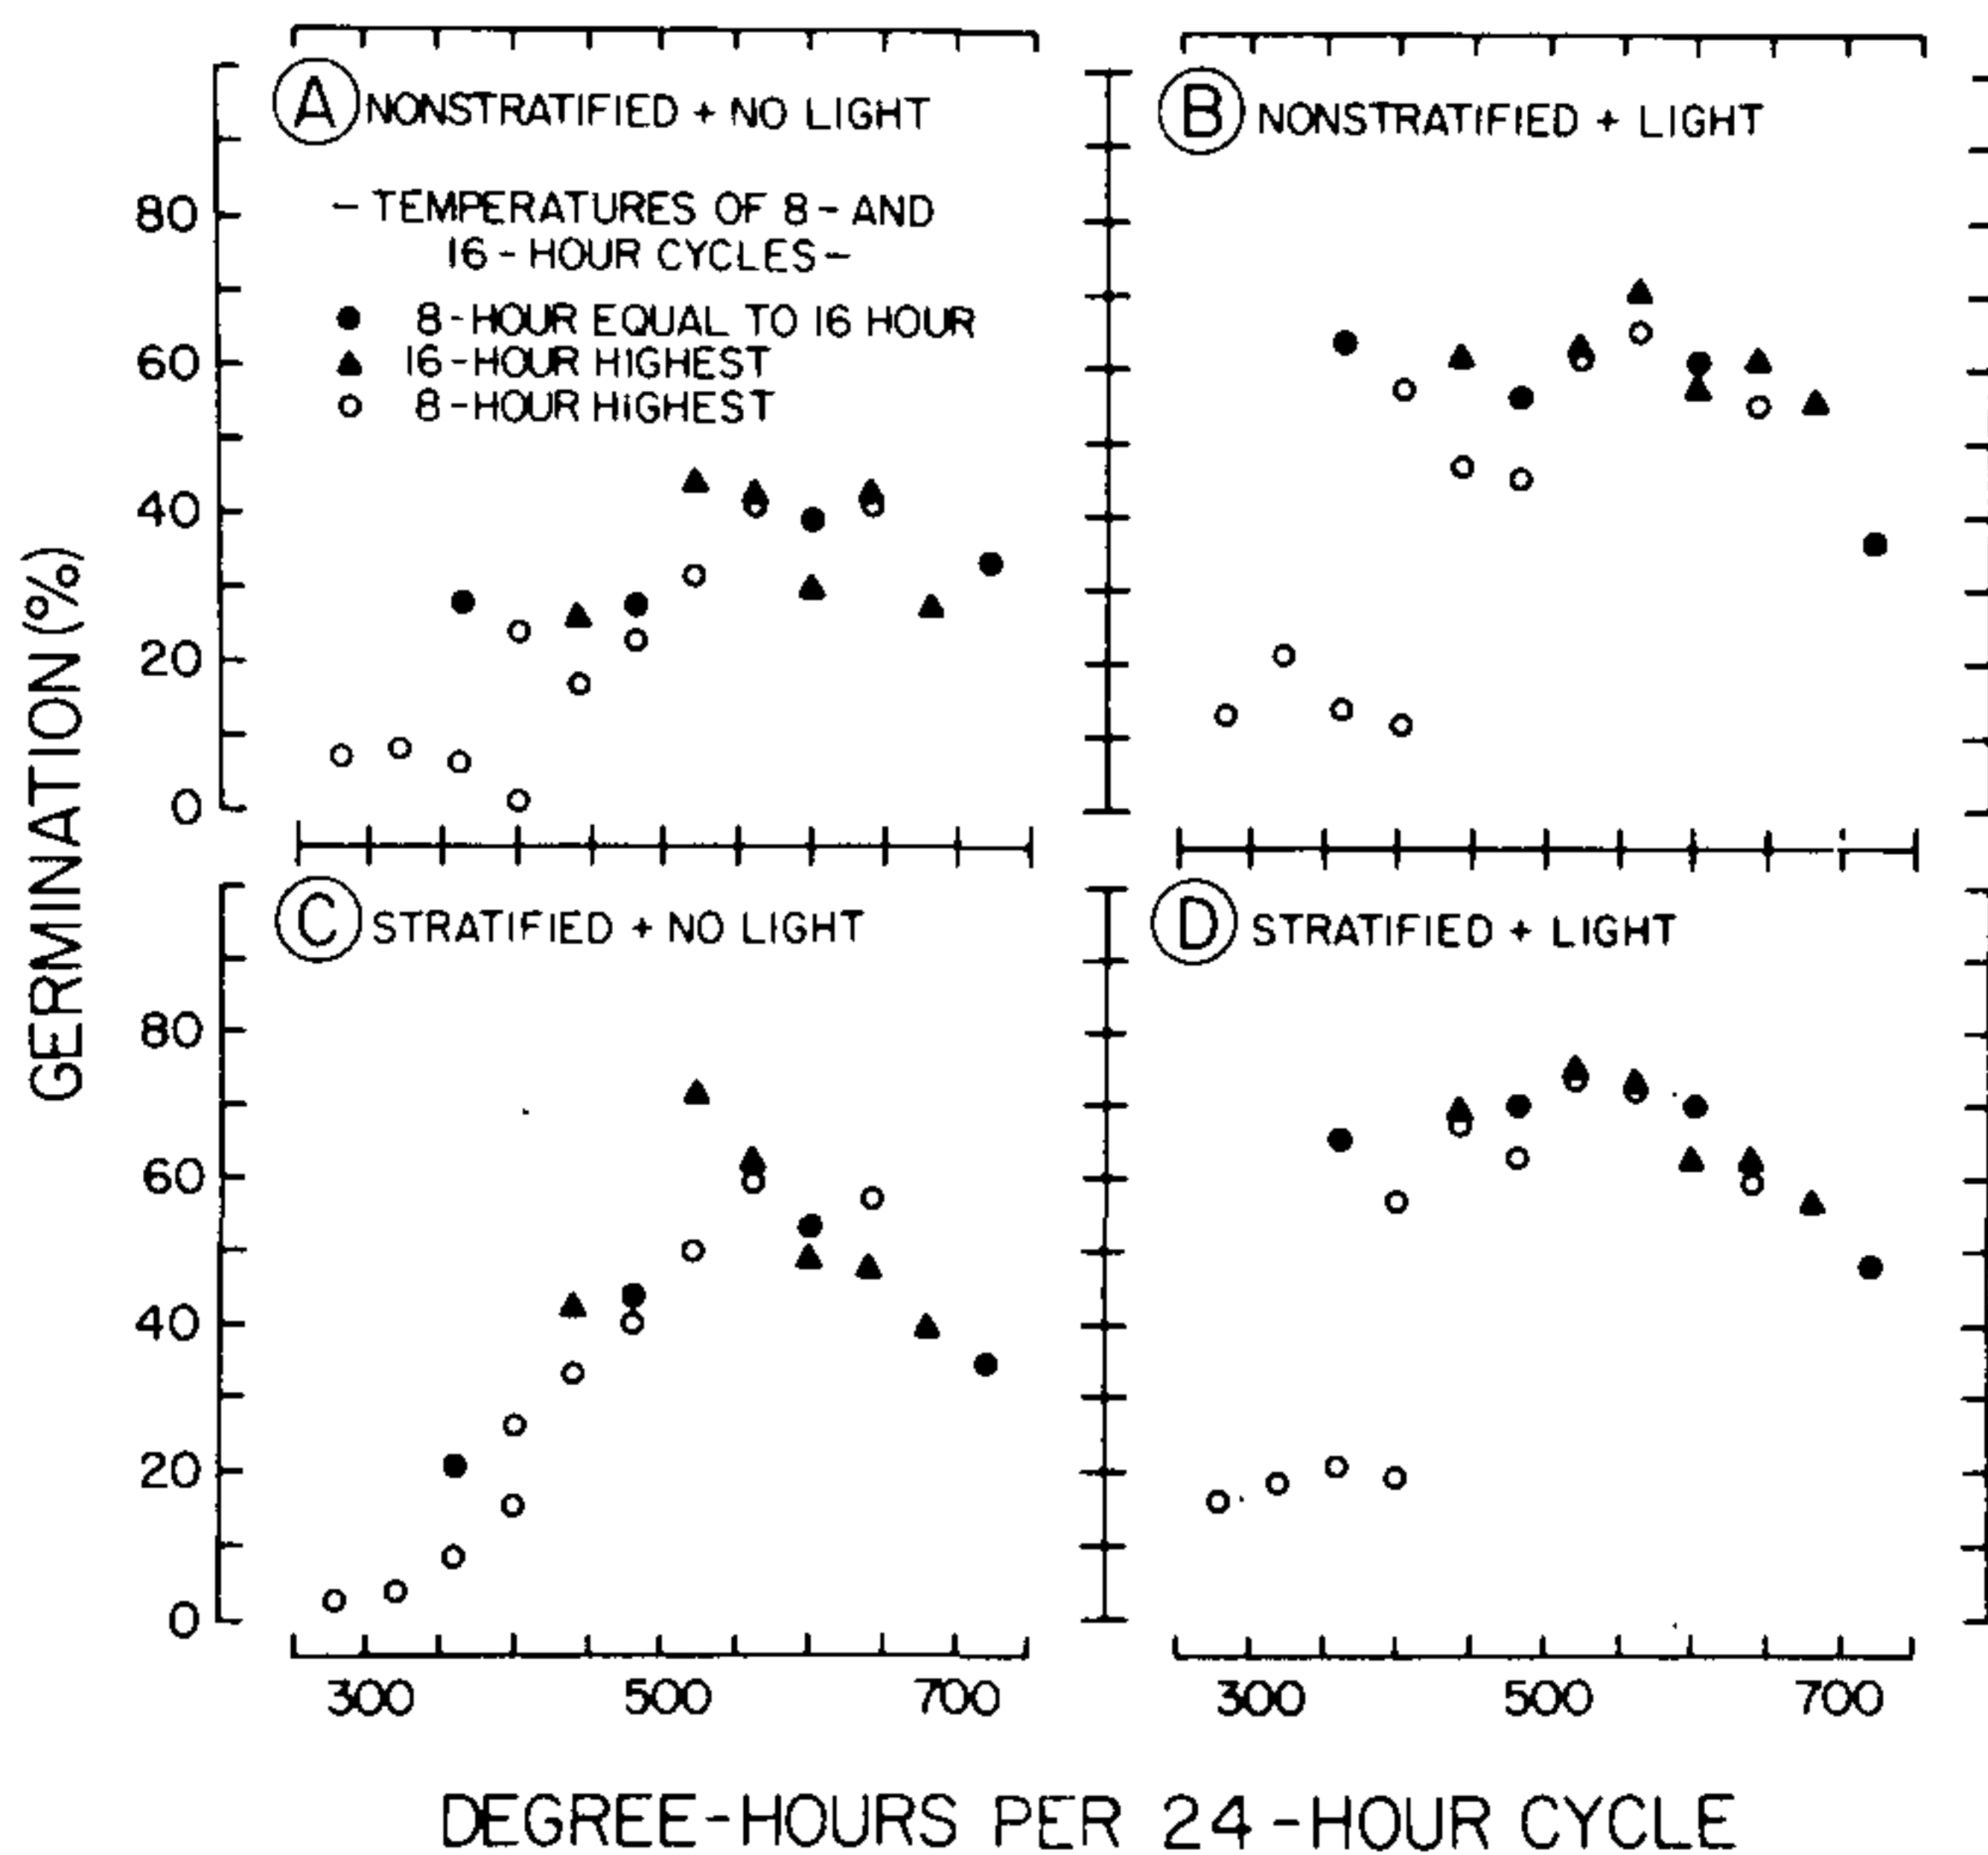 A NONSTRATIFIED + NO LIGHT
- TEMPERATURES OF 8 - AND
16 - HOUR CYCLES -
● 8 - HOUR EQUAL TO 16 HOUR
▲ 16 - HOUR HIGHEST
○ 8 - HOUR HIGHEST
B NONSTRATIFIED + LIGHT
80
60
40
20
0
C STRATIFIED + NO LIGHT
D STRATIFIED + LIGHT
80
60
40
20
0
GERMINATION (%)
300 500 700
300 500 700
DEGREE-HOURS PER 24-HOUR CYCLE